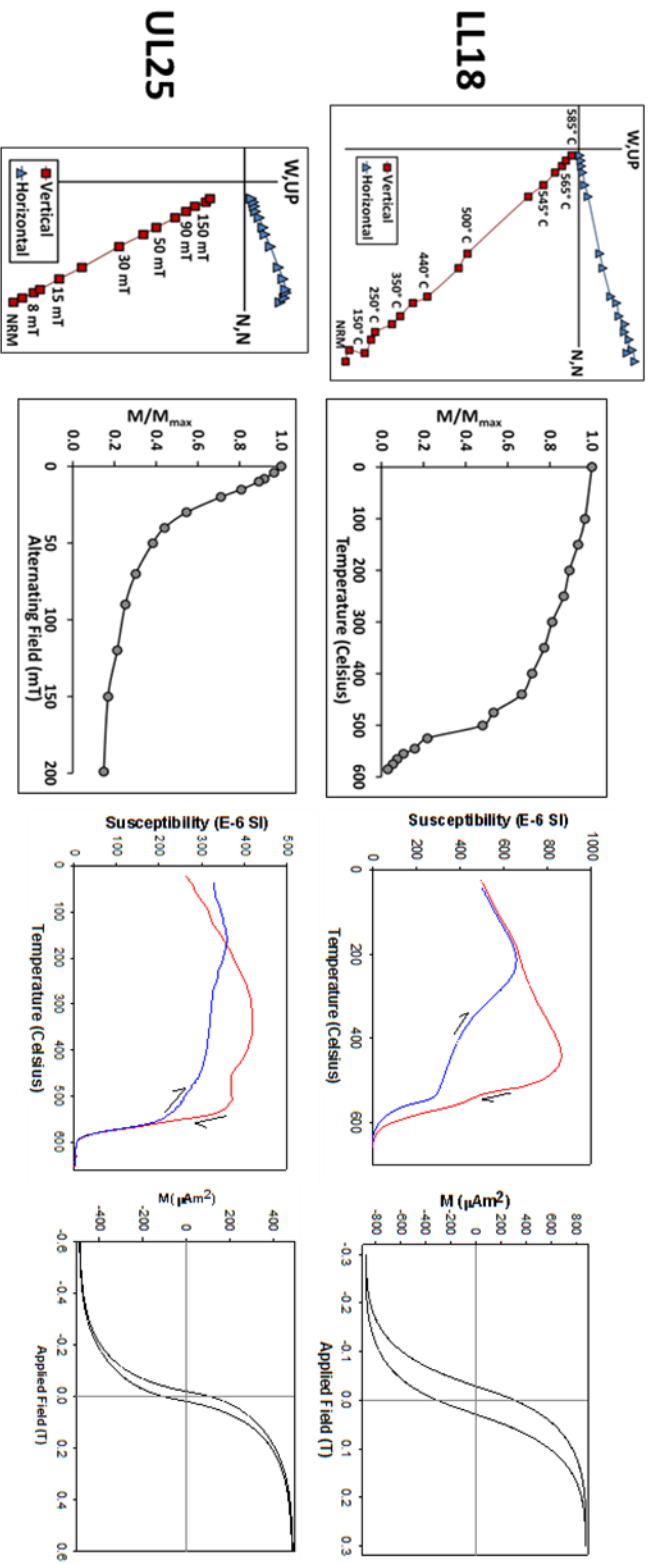 LL18
W,UP
585° C
565° C
545° C
500° C
440° C
350° C
250° C
150° C
NRM
N,N
Vertical
Horizontal
M/Mmax
1.0
0.8
0.6
0.4
0.2
0.0
0 100 200 300 400 500 600
Temperature (Celsius)
Susceptibility (E-6 SI)
1000
800
600
400
200
0
0 200 400 600
Temperature (Celsius)
M (µAm²)
800
600
400
200
0
-200
-400
-600
-800
-0.3 -0.2 -0.1 0.0 0.1 0.2 0.3
Applied Field (T)
UL25
W,UP
N,N
150 mT
90 mT
50 mT
30 mT
15 mT
8 mT
NRM
Vertical
Horizontal
M/Mmax
1.0
0.8
0.6
0.4
0.2
0.0
0 50 100 150 200
Alternating Field (mT)
Susceptibility (E-6 SI)
500
400
300
200
100
0
0 100 200 300 400 500 600
Temperature (Celsius)
M (µAm²)
400
200
0
-200
-400
-0.6 -0.4 -0.2 0.0 0.2 0.4 0.6
Applied Field (T)